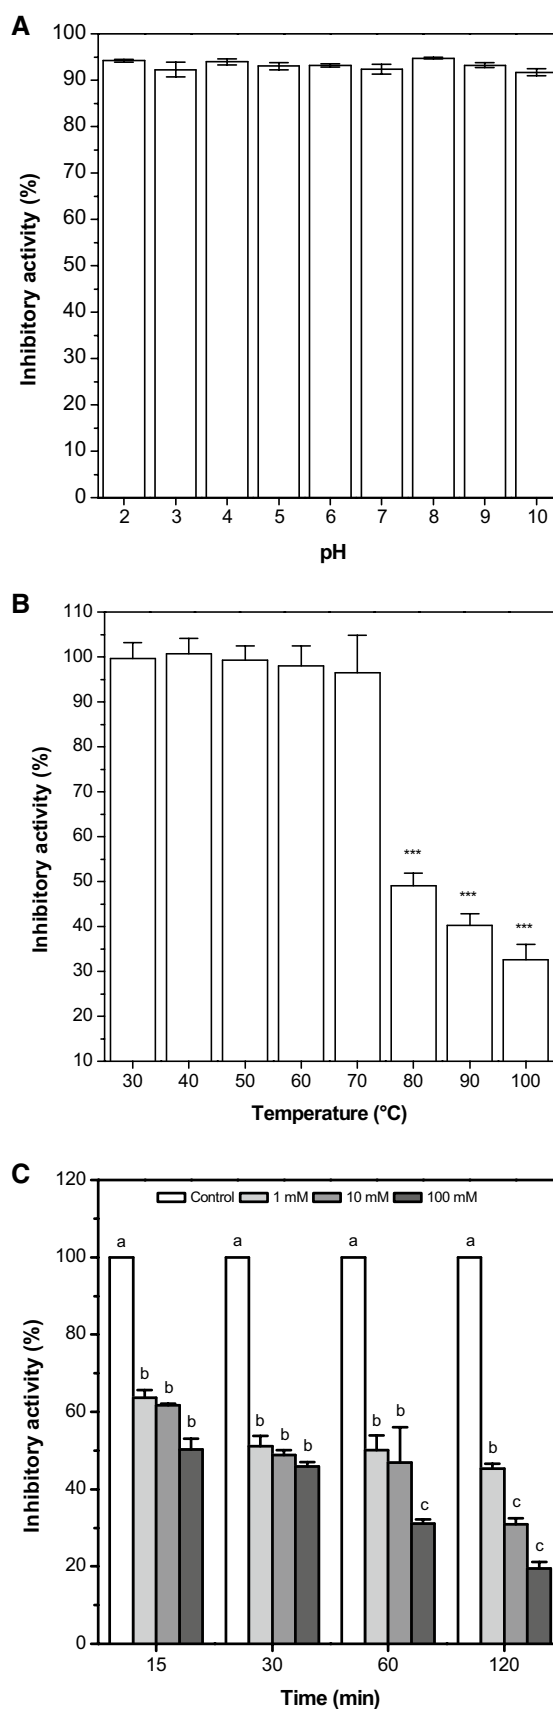 A
100
90
80
70
60
50
40
30
20
10
0
Inhibitory activity (%)
2 3 4 5 6 7 8 9 10
pH
B
110
100
90
80
70
60
50
40
30
20
10
Inhibitory activity (%)
***
***
***
30 40 50 60 70 80 90 100
Temperature (°C)
C
120
100
80
60
40
20
0
Inhibitory activity (%)
Control 1 mM 10 mM 100 mM
a a a a
b b b
b b b
b b c
b c c
15 30 60 120
Time (min)